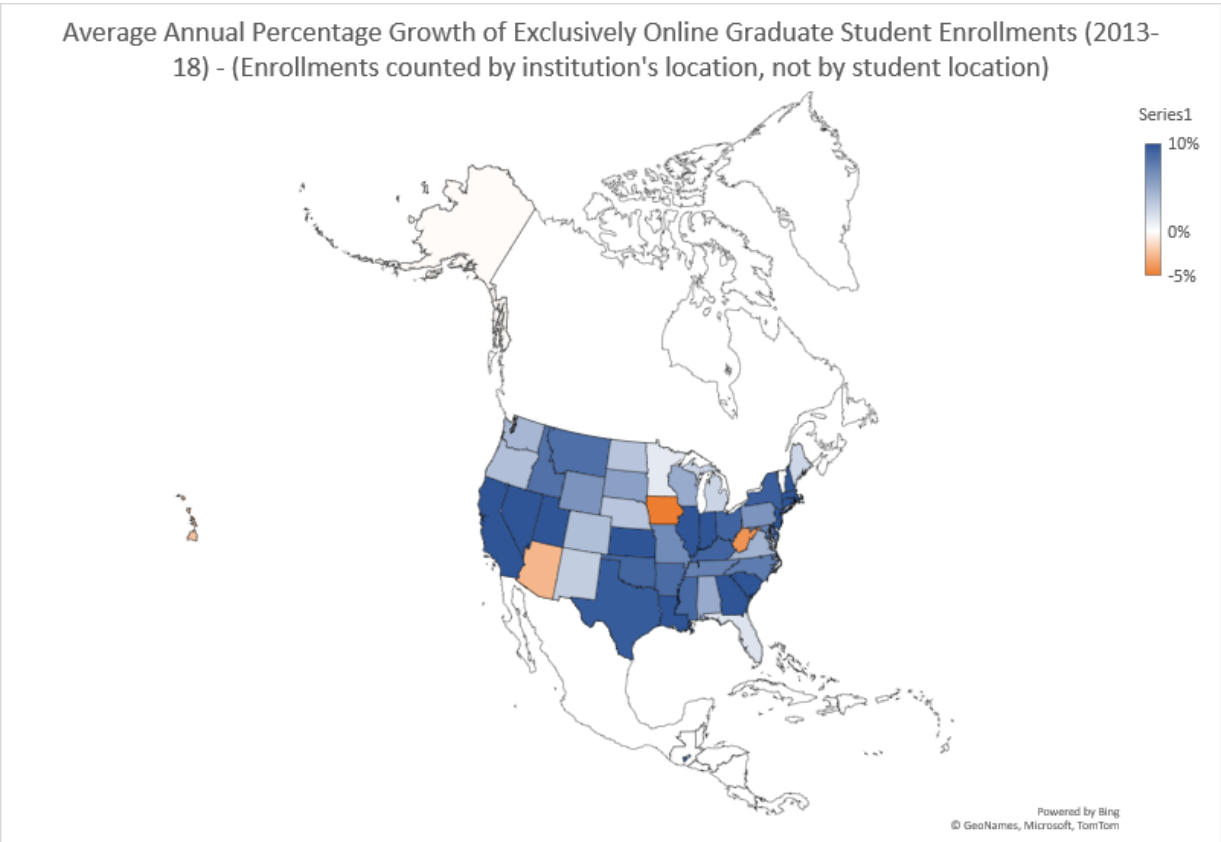 Average Annual Percentage Growth of Exclusively Online Graduate Student Enrollments (2013-
18) - (Enrollments counted by institution's location, not by student location)
Series1
10%
0%
-5%
Powered by Bing
© GeoNames, Microsoft, TomTom